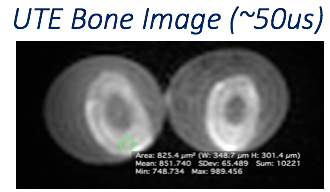 UTE Bone Image (~50us)
Area: 825.4 µm² (W: 348.7 µm H: 301.4 µm)
Mean: 851.740 SDev: 65.489 Sum: 10221
Min: 748.734 Max: 989.456